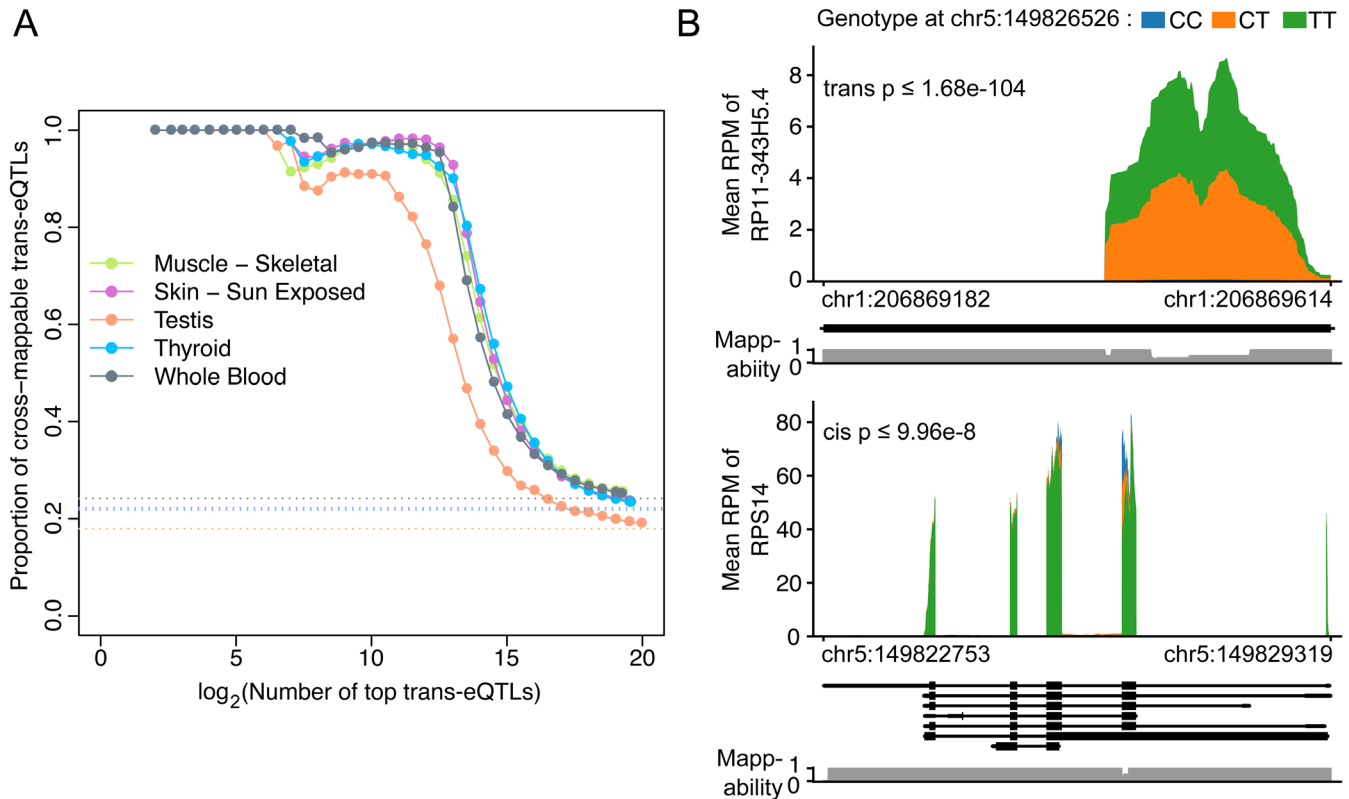 A
Proportion of cross−mappable trans−eQTLs
1.0
0.8
0.6
0.4
0.2
0.0
Muscle − Skeletal
Skin − Sun Exposed
Testis
Thyroid
Whole Blood
0 5 10 15 20
log2(Number of top trans-eQTLs)
B
Genotype at chr5:149826526 : CC CT TT
Mean RPM of
RP11-343H5.4
8
6
4
2
0
trans p ≤ 1.68e-104
chr1:206869182 chr1:206869614
Mapp-
abiity
1
0
Mean RPM of
RPS14
80
60
40
20
0
cis p ≤ 9.96e-8
chr5:149822753 chr5:149829319
Mapp-
ability
1
0